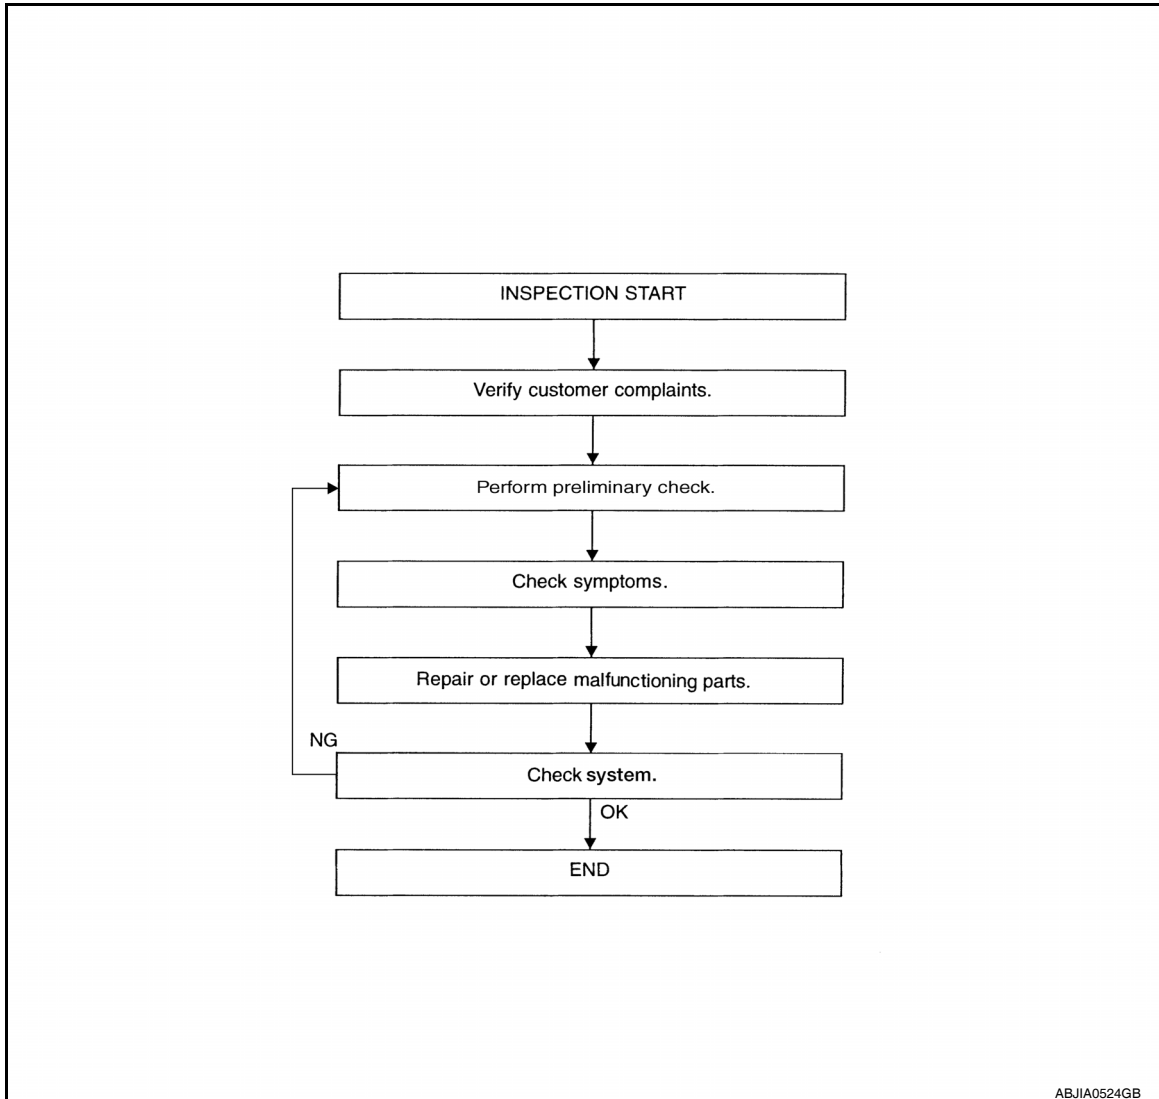 INSPECTION START
Verify customer complaints.
Perform preliminary check.
Check symptoms.
Repair or replace malfunctioning parts.
NG
Check system.
OK
END
ABJIA0524GB